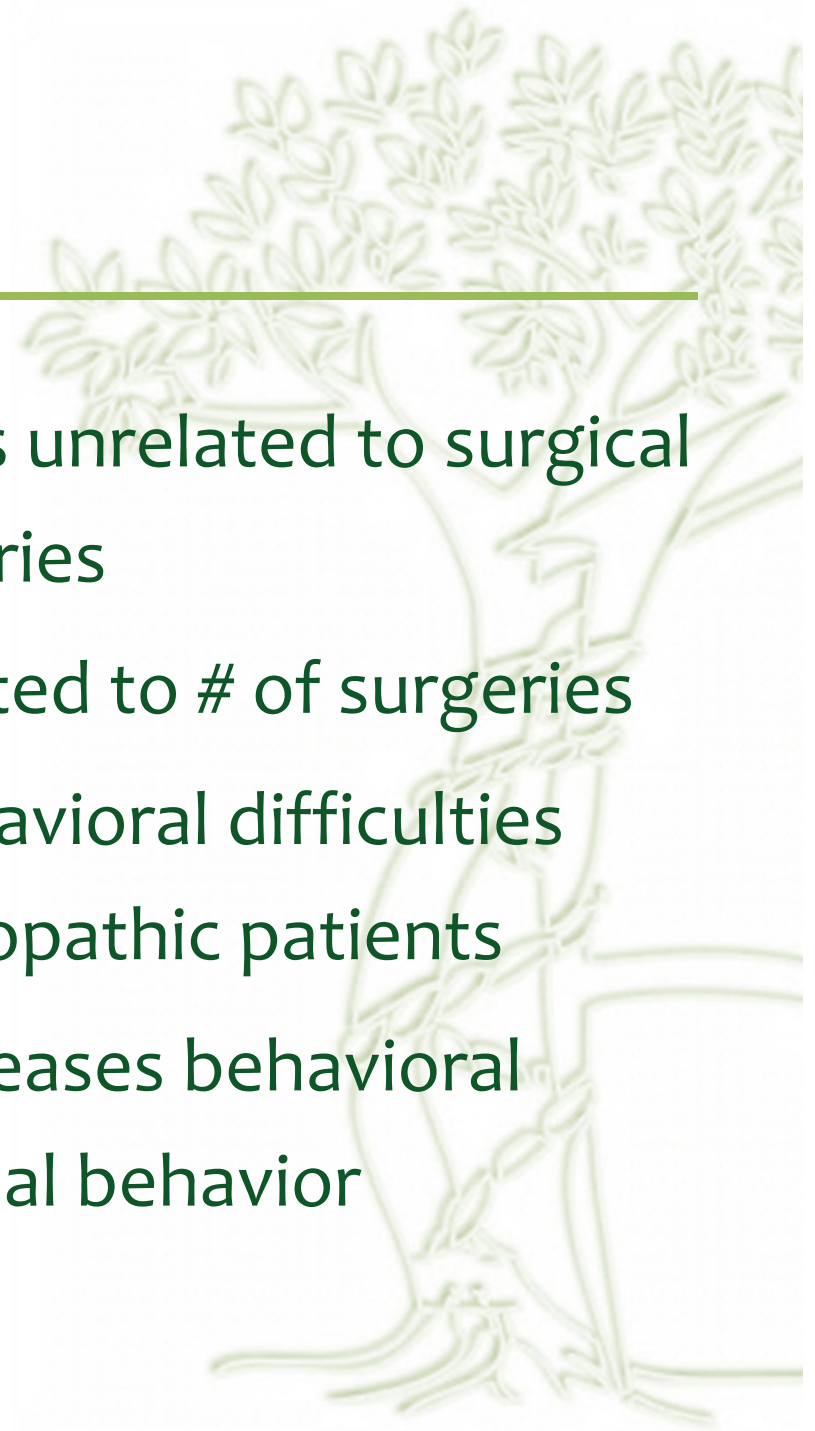 s unrelated to surgical
ries
ted to # of surgeries
avioral difficulties
opathic patients
eases behavioral
al behavior